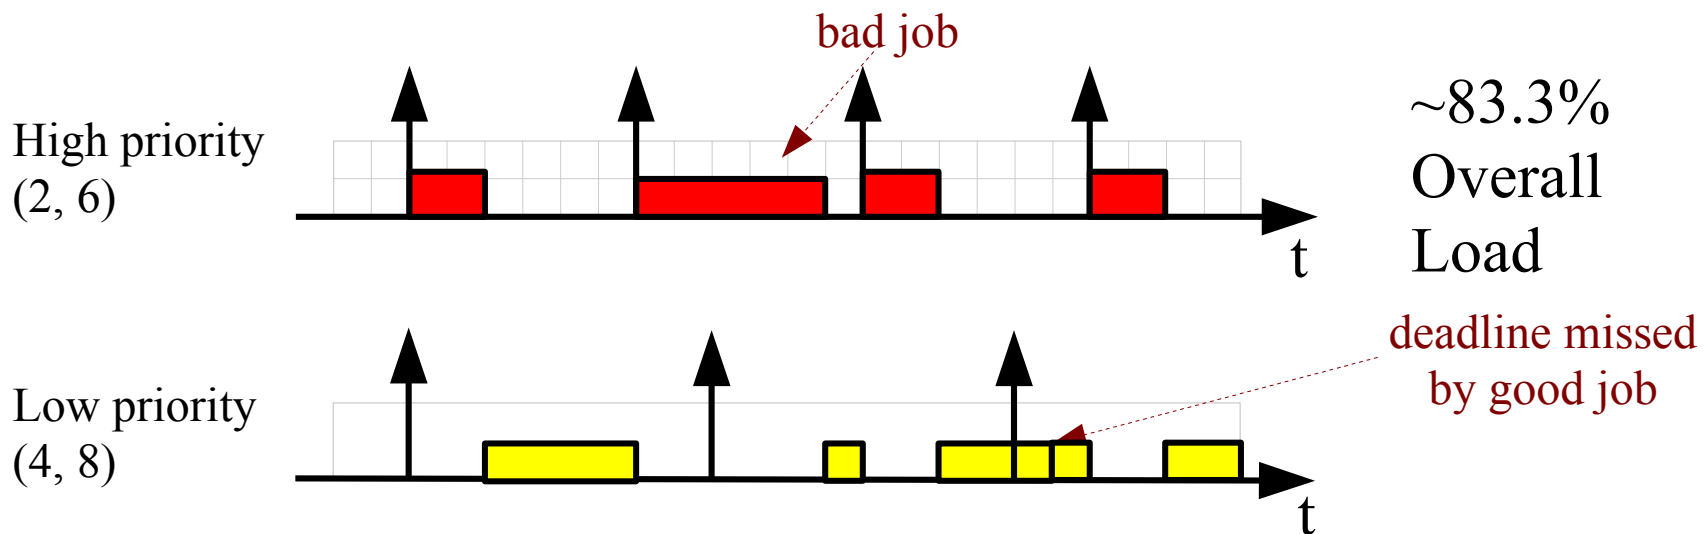 bad job
High priority
(2, 6)
~83.3%
Overall
Load
t
deadline missed
by good job
Low priority
(4, 8)
t